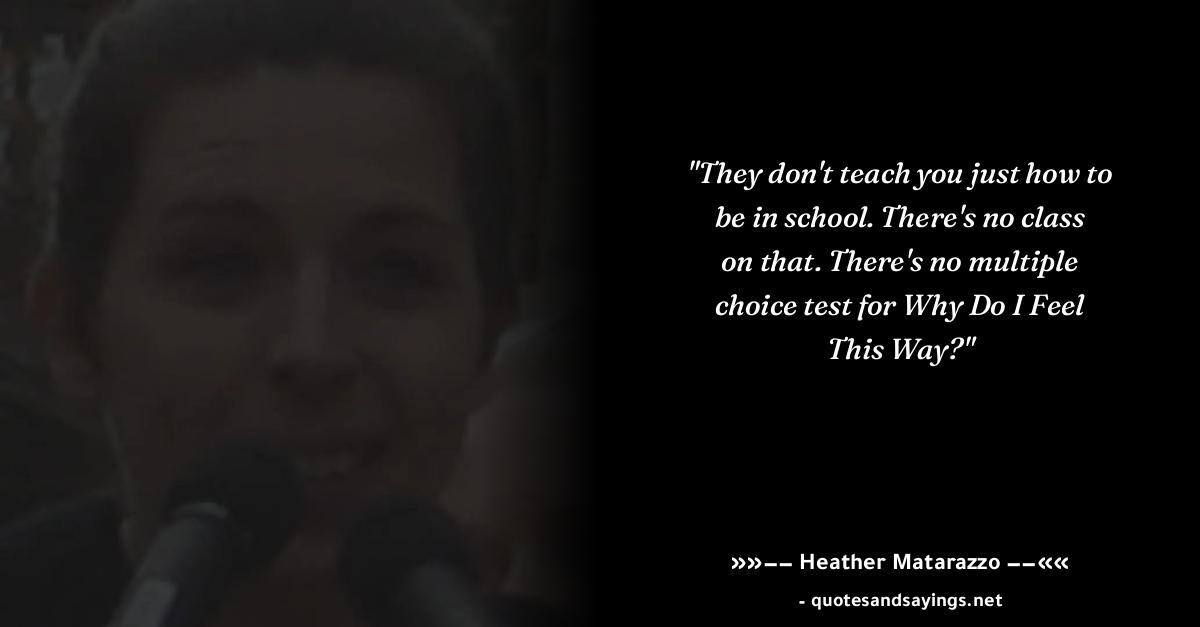 "They don't teach you just how to
be in school. There's no class
on that. There's no multiple
choice test for Why Do I Feel
This Way?"
»»−− Heather Matarazzo −−««
- quotesandsayings.net